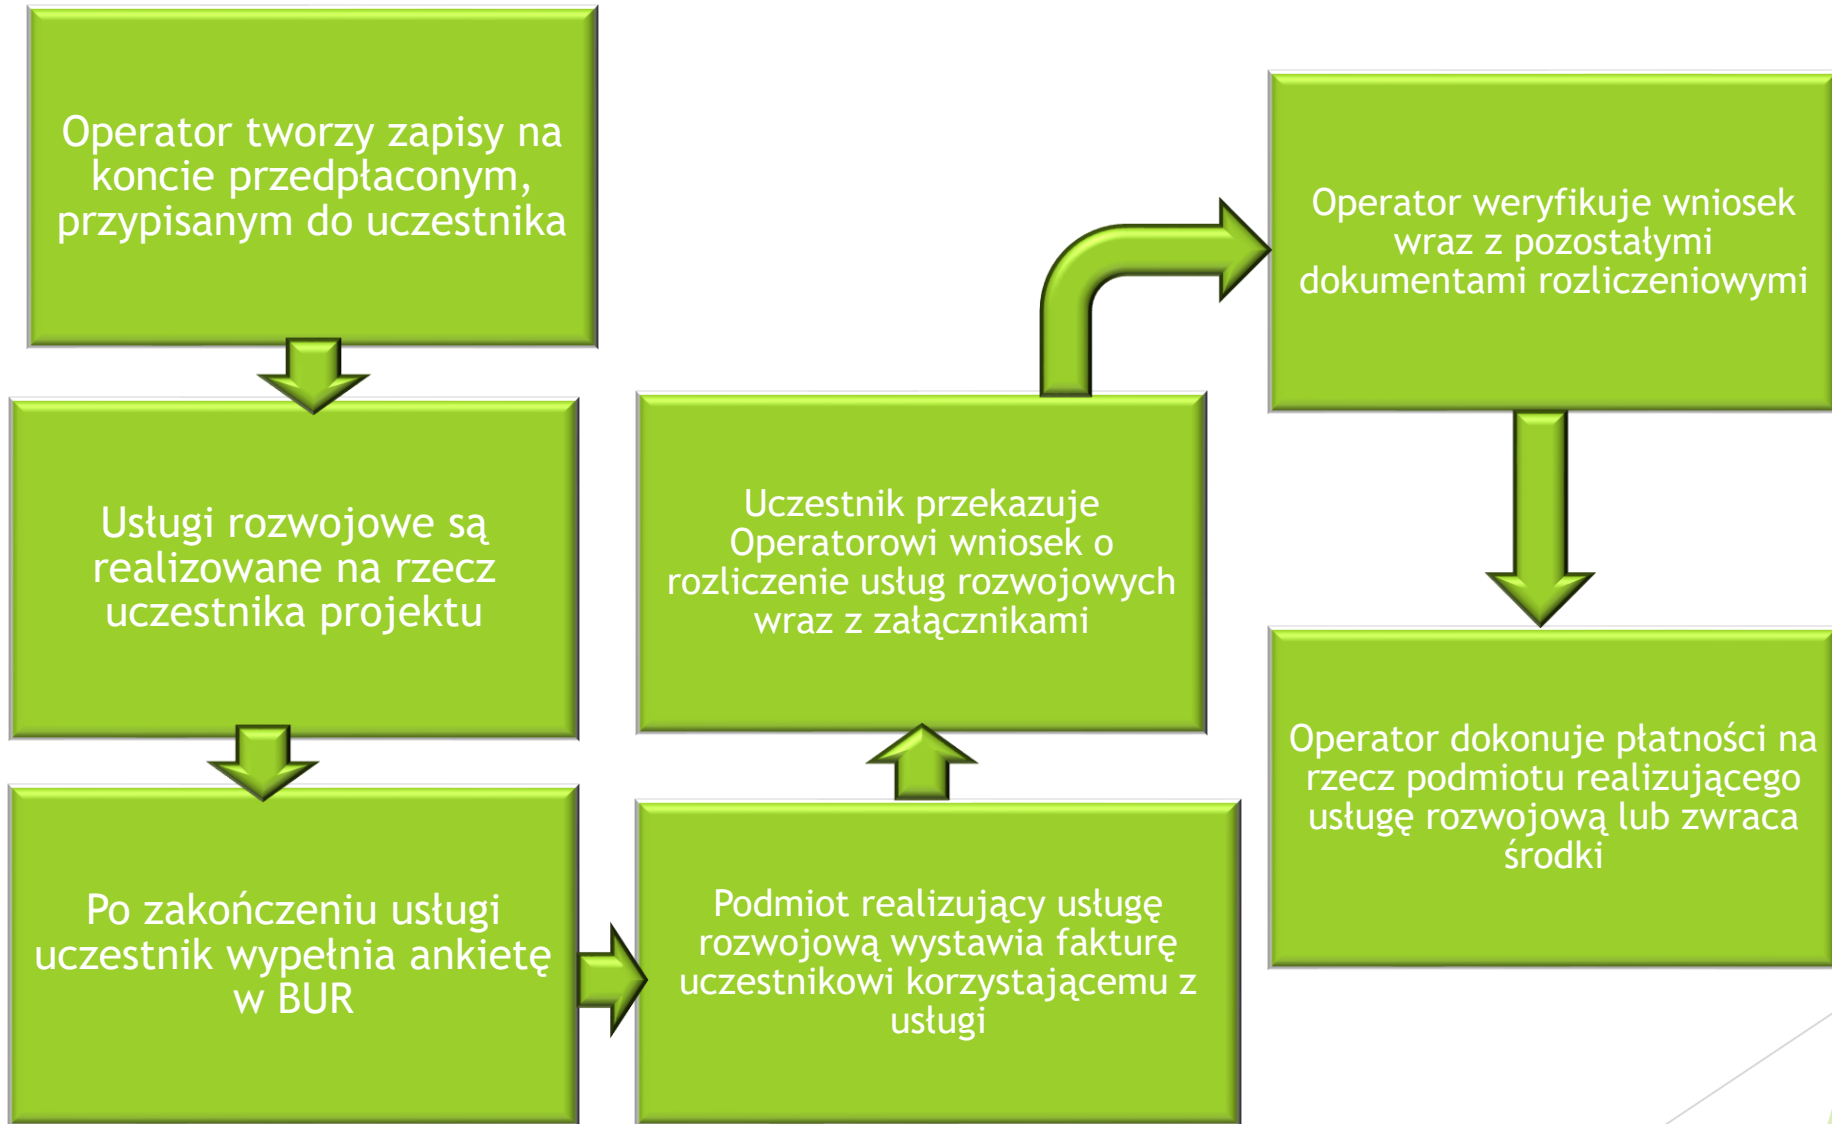 Operator tworzy zapisy na
koncie przedpłaconym,
przypisanym do uczestnika
Usługi rozwojowe są
realizowane na rzecz
uczestnika projektu
Po zakończeniu usługi
uczestnik wypełnia ankietę
w BUR
Podmiot realizujący usługę
rozwojową wystawia fakturę
uczestnikowi korzystającemu z
usługi
Uczestnik przekazuje
Operatorowi wniosek o
rozliczenie usług rozwojowych
wraz z załącznikami
Operator weryfikuje wniosek
wraz z pozostałymi
dokumentami rozliczeniowymi
Operator dokonuje płatności na
rzecz podmiotu realizującego
usługę rozwojową lub zwraca
środki